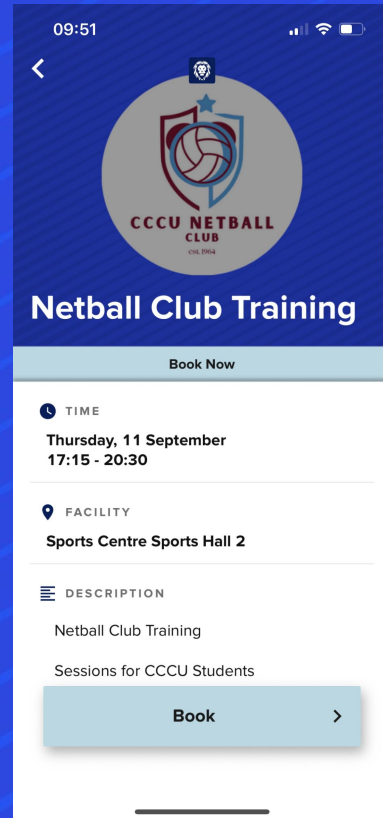 09:51
CCCU NETBALL
CLUB
est. 1964
Netball Club Training
Book Now
TIME
Thursday, 11 September
17:15 - 20:30
FACILITY
Sports Centre Sports Hall 2
DESCRIPTION
Netball Club Training
Sessions for CCCU Students
Book